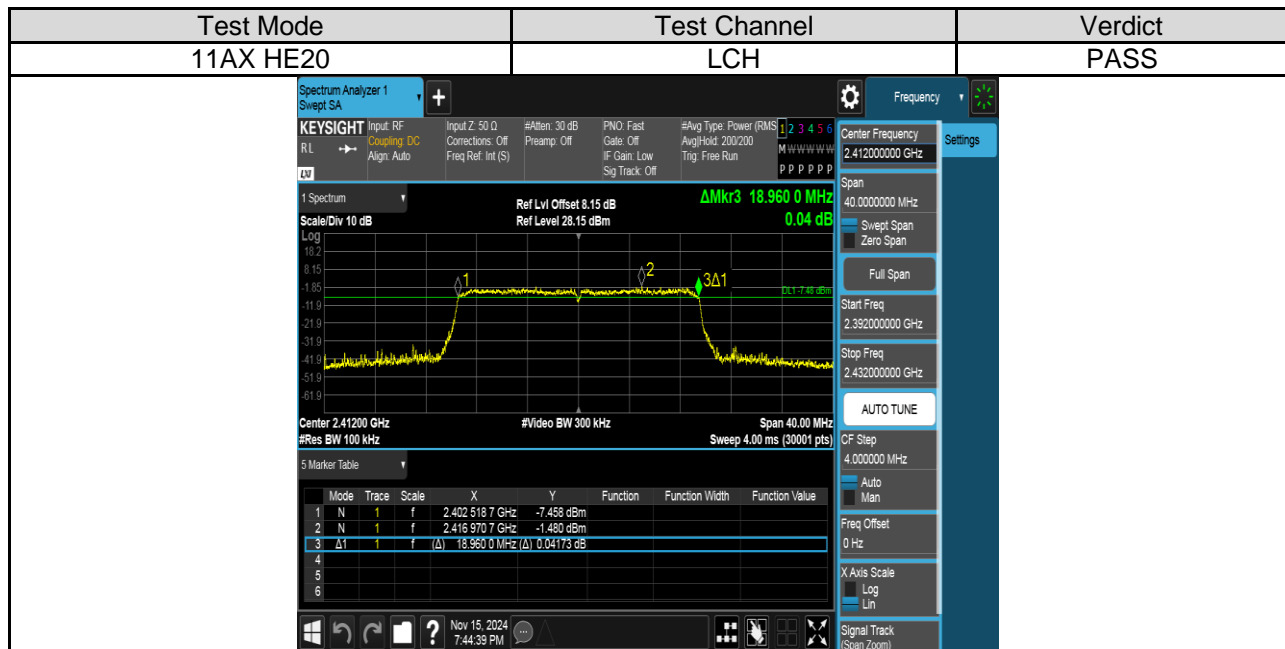 Test Mode Test Channel Verdict
11AX HE20 LCH PASS
Spectrum Analyzer 1
Swept SA
+
Frequency
KEYSIGHT Input: RF Input Z: 50 Ω #Atten: 30 dB PNO: Fast #Avg Type: Power (RMS 1 2 3 4 5 6
RL Coupling: DC Corrections: Off Preamp: Off Gate: Off Avg|Hold: 200/200 M W W W W W
Align: Auto Freq Ref: Int (S) IF Gain: Low Trig: Free Run
LXI Sig Track: Off P P P P P P
Center Frequency
2.412000000 GHz
Settings
Span
40.0000000 MHz
Swept Span
Zero Span
Full Span
Start Freq
2.392000000 GHz
Stop Freq
2.432000000 GHz
AUTO TUNE
CF Step
4.000000 MHz
Auto
Man
Freq Offset
0 Hz
X Axis Scale
Log
Lin
Signal Track
(Span Zoom)
1 Spectrum
Ref Lvl Offset 8.15 dB ΔMkr3 18.960 0 MHz
Scale/Div 10 dB Ref Level 28.15 dBm 0.04 dB
Log
18.2
8.15
-1.85
-11.9
-21.9
-31.9
-41.9
-51.9
-61.9
1
2
3Δ1
DL1 -7.48 dBm
Center 2.41200 GHz #Video BW 300 kHz Span 40.00 MHz
#Res BW 100 kHz Sweep 4.00 ms (30001 pts)
5 Marker Table
Mode Trace Scale X Y Function Function Width Function Value
1 N 1 f 2.402 518 7 GHz -7.458 dBm
2 N 1 f 2.416 970 7 GHz -1.480 dBm
3 Δ1 1 f (Δ) 18.960 0 MHz (Δ) 0.04173 dB
4
5
6
? Nov 15, 2024
7:44:39 PM